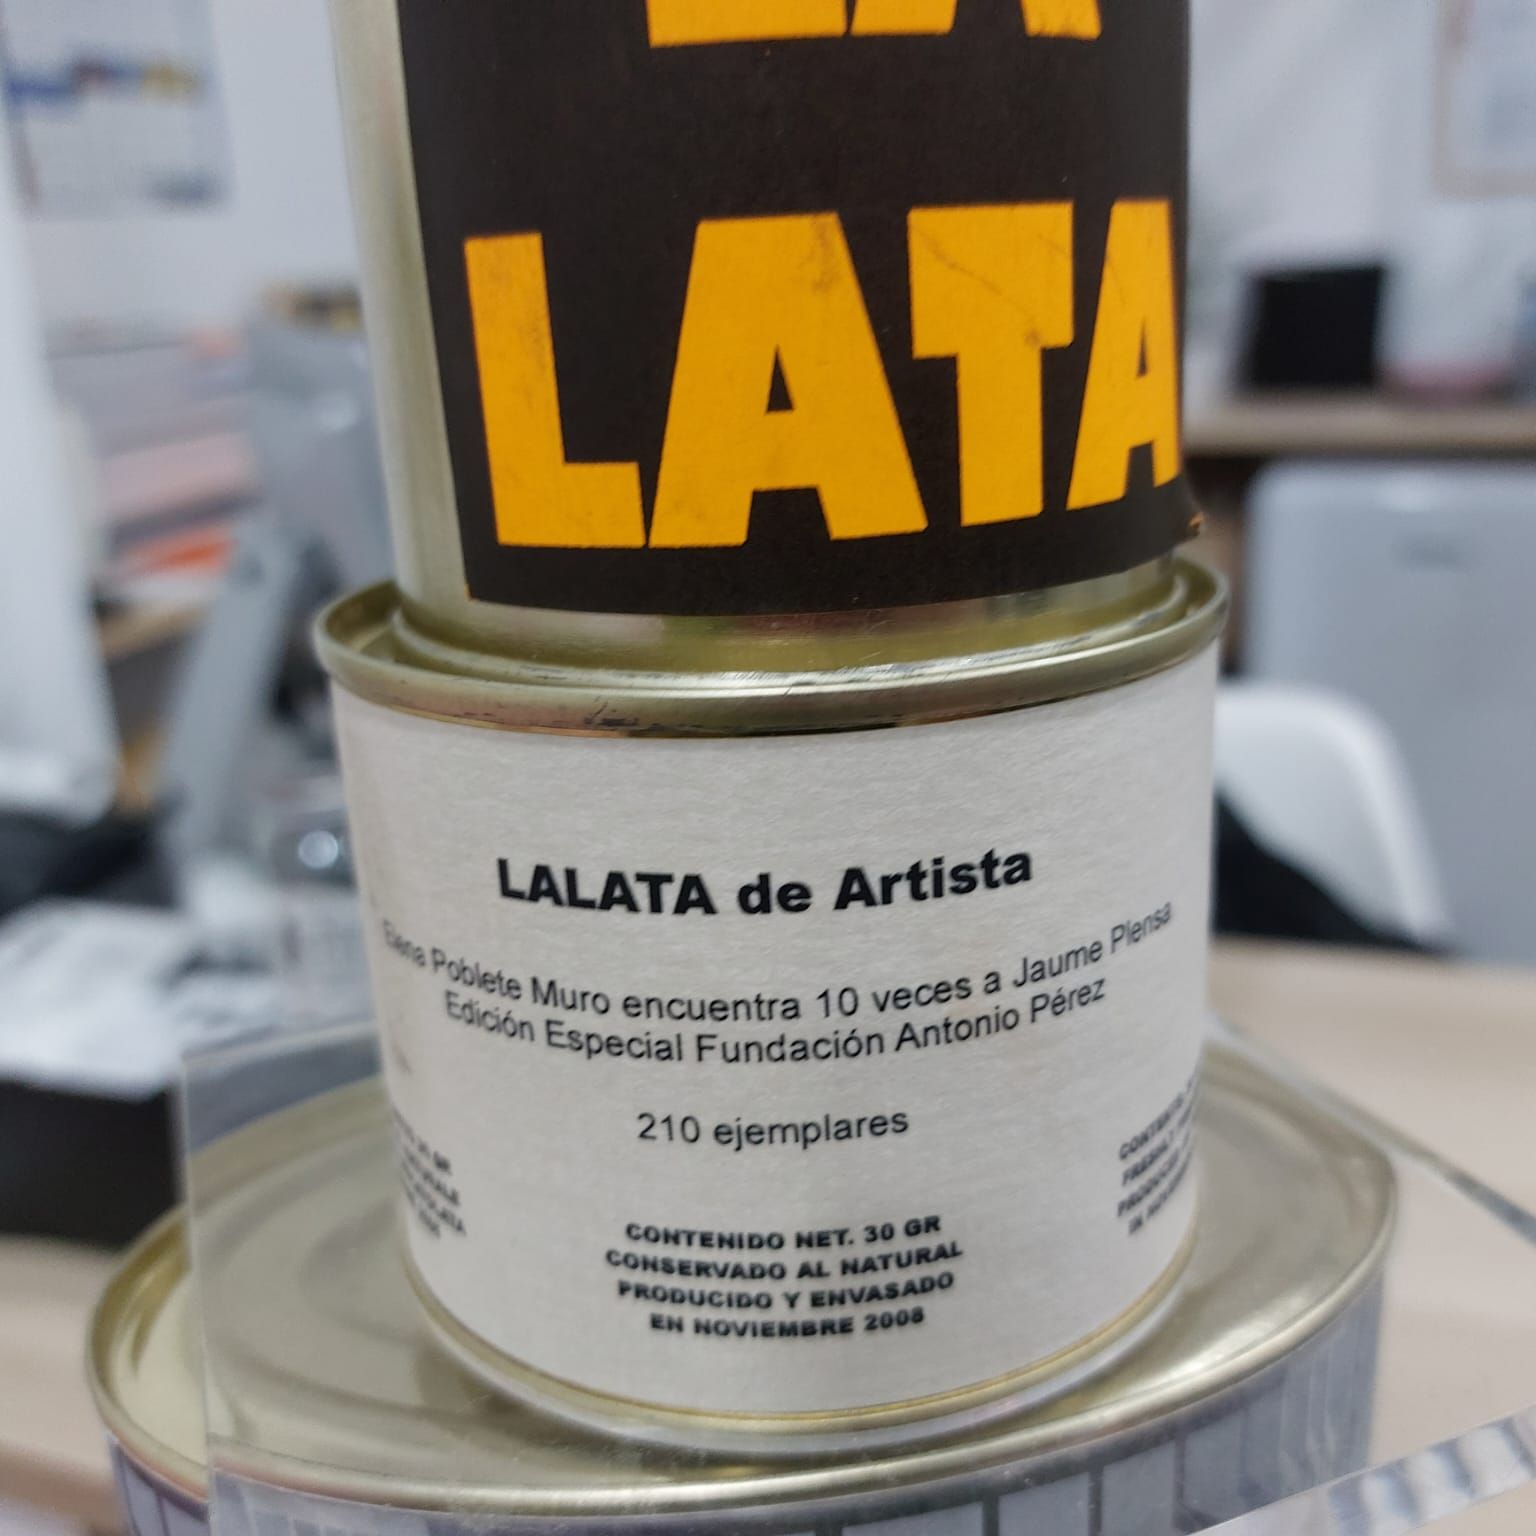 LATA
LALATA de Artista
Elena Poblete Muro encuentra 10 veces a Jaume Plensa
Edición Especial Fundación Antonio Pérez
210 ejemplares
CONTENIDO NET. 30 GR
CONSERVADO AL NATURAL
PRODUCIDO Y ENVASADO
EN NOVIEMBRE 2008